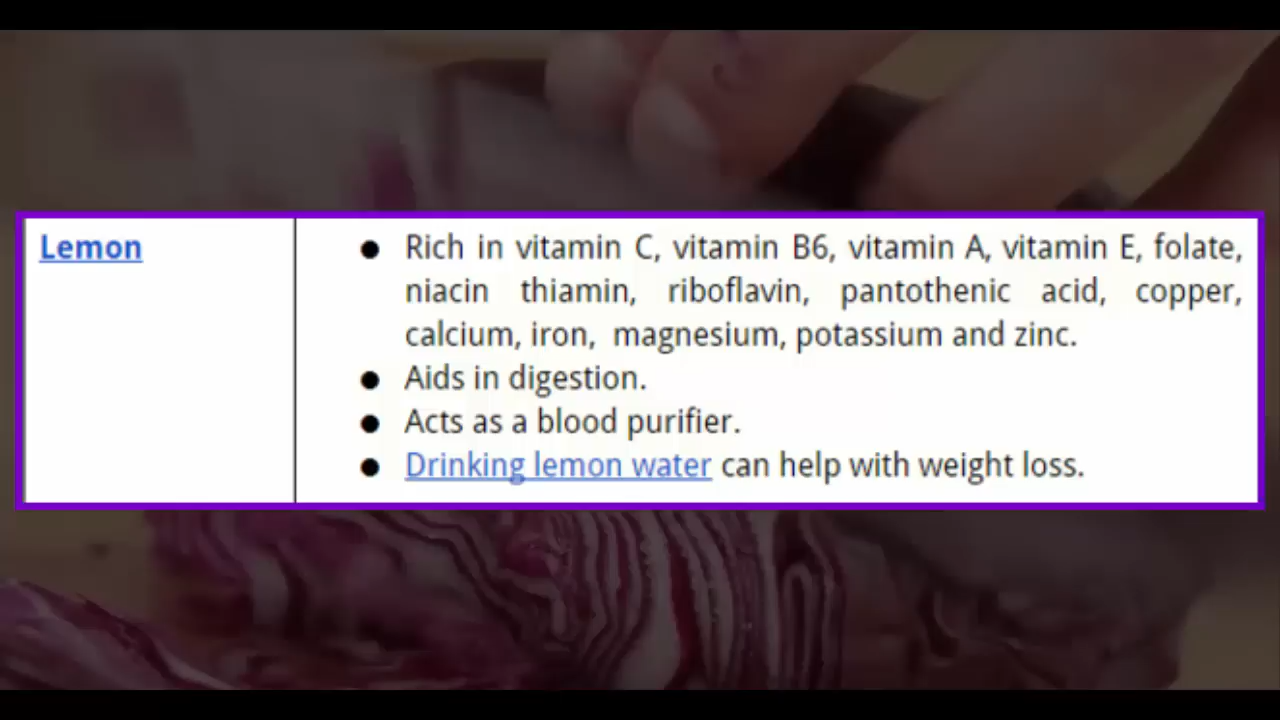 Lemon
● Rich in vitamin C, vitamin B6, vitamin A, vitamin E, folate,
niacin thiamin, riboflavin, pantothenic acid, copper,
calcium, iron, magnesium, potassium and zinc.
● Aids in digestion.
● Acts as a blood purifier.
● Drinking lemon water can help with weight loss.